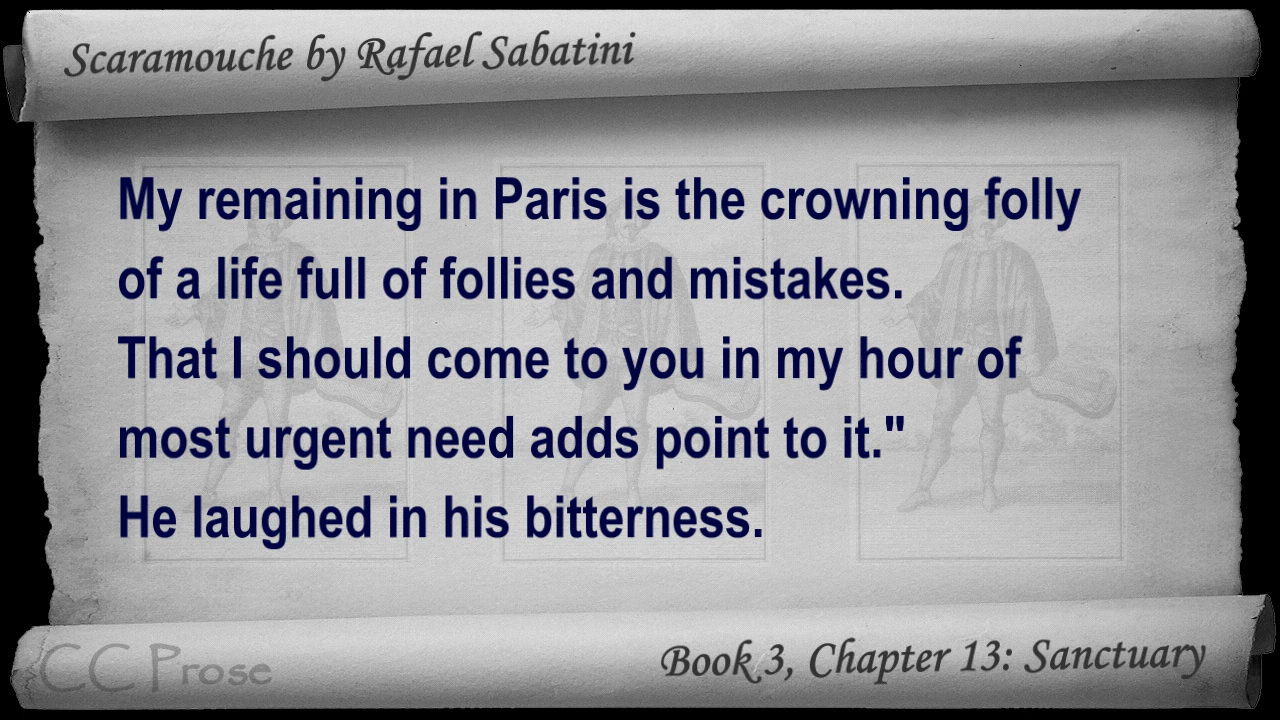 Scaramouche by Rafael Sabatini
My remaining in Paris is the crowning folly
of a life full of follies and mistakes.
That I should come to you in my hour of
most urgent need adds point to it."
He laughed in his bitterness.
CC Prose
Book 3, Chapter 13: Sanctuary